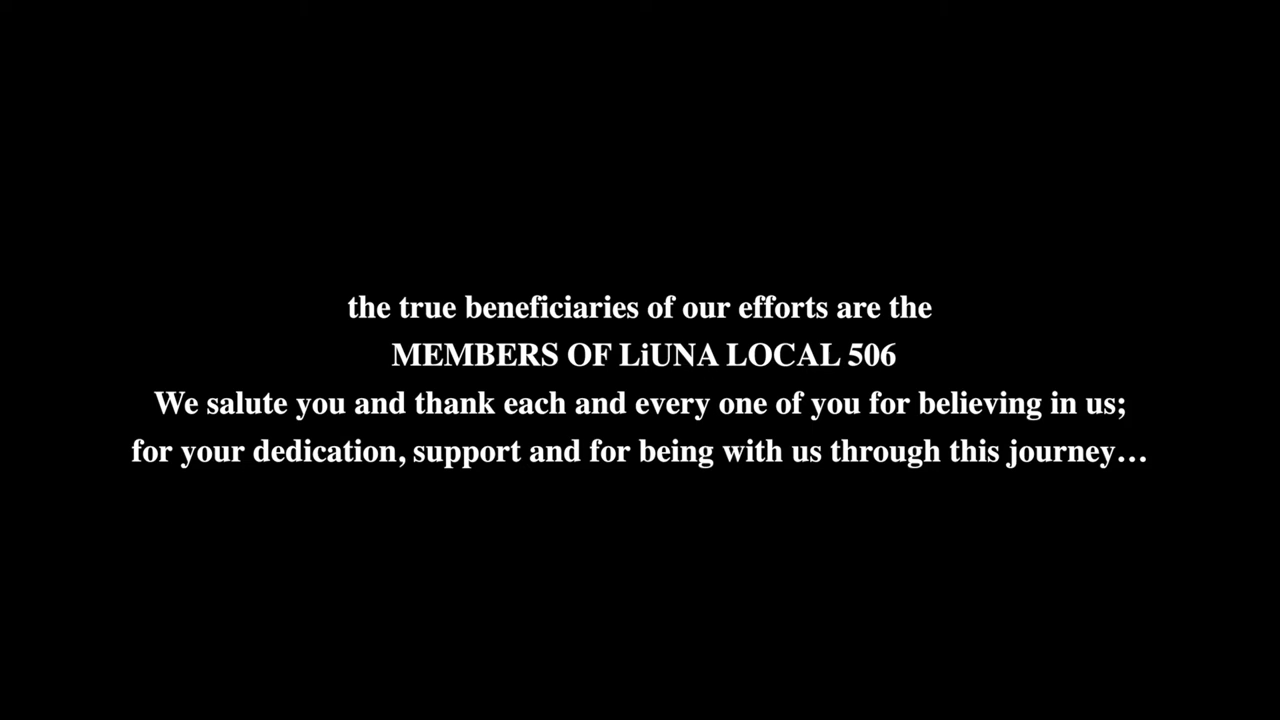 the true beneficiaries of our efforts are the
MEMBERS OF LiUNA LOCAL 506
We salute you and thank each and every one of you for believing in us;
for your dedication, support and for being with us through this journey…